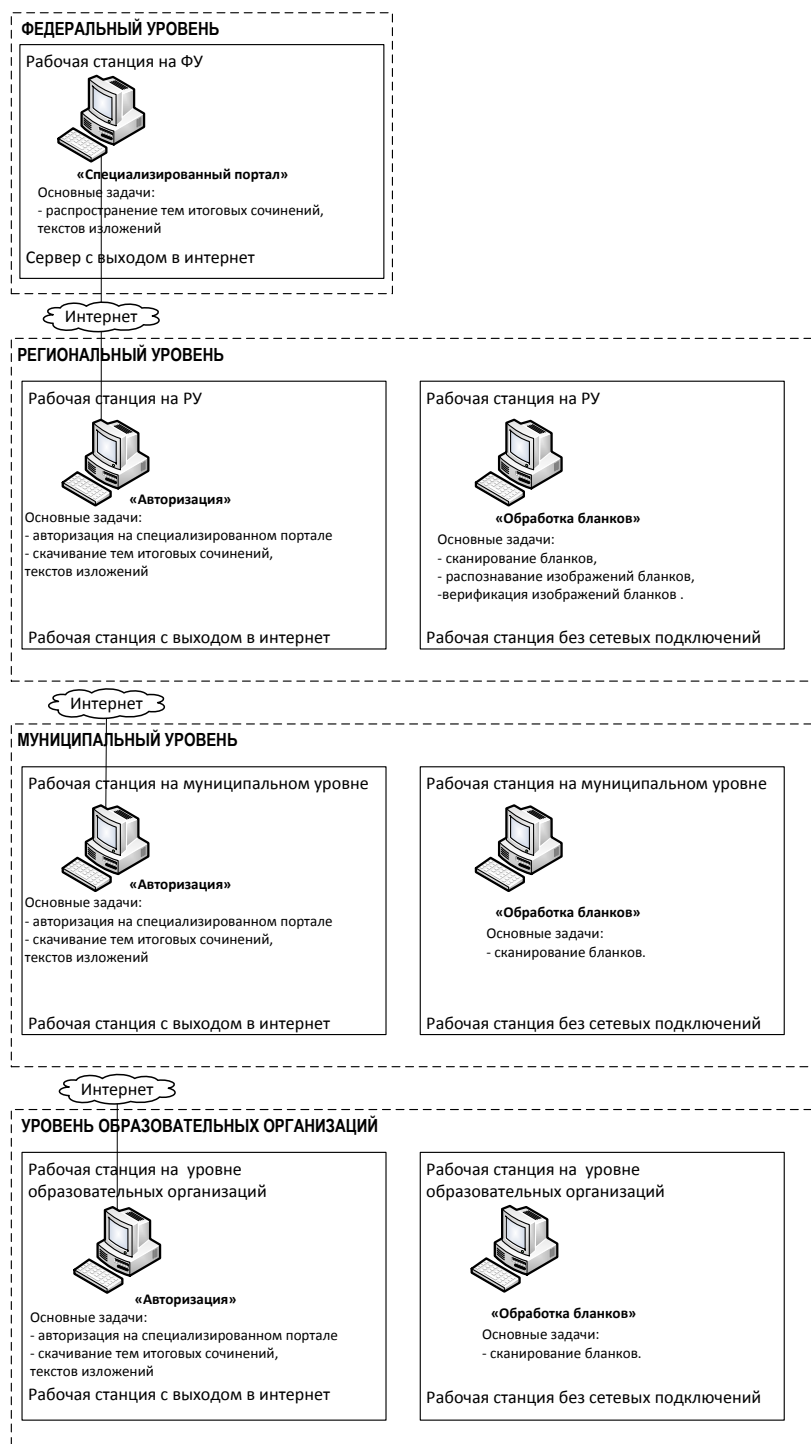 ФЕДЕРАЛЬНЫЙ УРОВЕНЬ
Рабочая станция на ФУ
«Специализированный портал»
Основные задачи:
- распространение тем итоговых сочинений,
текстов изложений
Сервер с выходом в интернет
Интернет
РЕГИОНАЛЬНЫЙ УРОВЕНЬ
Рабочая станция на РУ
«Авторизация»
Основные задачи:
- авторизация на специализированном портале
- скачивание тем итоговых сочинений,
текстов изложений
Рабочая станция с выходом в интернет
Рабочая станция на РУ
«Обработка бланков»
Основные задачи:
- сканирование бланков,
- распознавание изображений бланков,
-верификация изображений бланков .
Рабочая станция без сетевых подключений
Интернет
МУНИЦИПАЛЬНЫЙ УРОВЕНЬ
Рабочая станция на муниципальном уровне
«Авторизация»
Основные задачи:
- авторизация на специализированном портале
- скачивание тем итоговых сочинений,
текстов изложений
Рабочая станция с выходом в интернет
Рабочая станция на муниципальном уровне
«Обработка бланков»
Основные задачи:
- сканирование бланков.
Рабочая станция без сетевых подключений
Интернет
УРОВЕНЬ ОБРАЗОВАТЕЛЬНЫХ ОРГАНИЗАЦИЙ
Рабочая станция на уровне
образовательных организаций
«Авторизация»
Основные задачи:
- авторизация на специализированном портале
- скачивание тем итоговых сочинений,
текстов изложений
Рабочая станция с выходом в интернет
Рабочая станция на уровне
образовательных организаций
«Обработка бланков»
Основные задачи:
- сканирование бланков.
Рабочая станция без сетевых подключений